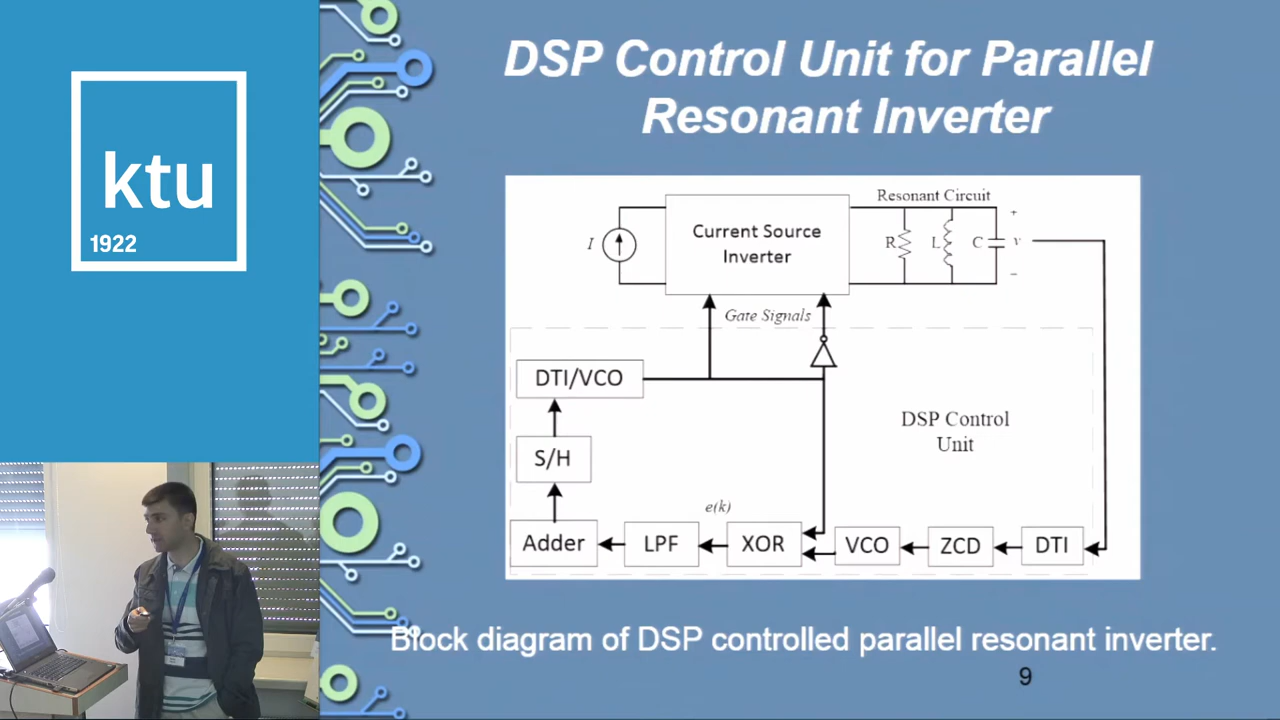 ktu
1922
DSP Control Unit for Parallel
Resonant Inverter
Resonant Circuit
I
Current Source
Inverter
R
L
C
+
v
−
Gate Signals
DTI/VCO
DSP Control
Unit
S/H
e(k)
Adder
LPF
XOR
VCO
ZCD
DTI
Block diagram of DSP controlled parallel resonant inverter.
9